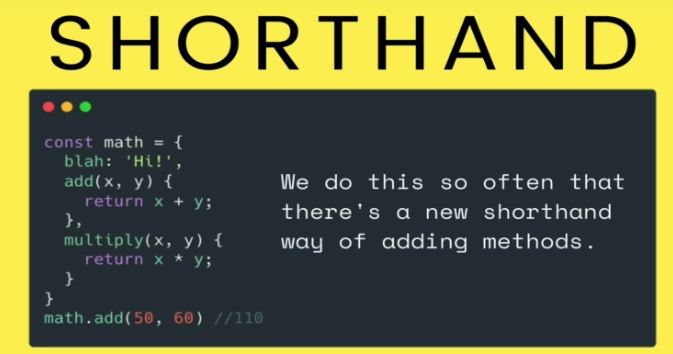 SHORTHAND
const math = {
  blah: 'Hi!',
  add(x, y) {
    return x + y;
  },
  multiply(x, y) {
    return x * y;
  }
}
math.add(50, 60) //110
We do this so often that
there's a new shorthand
way of adding methods.